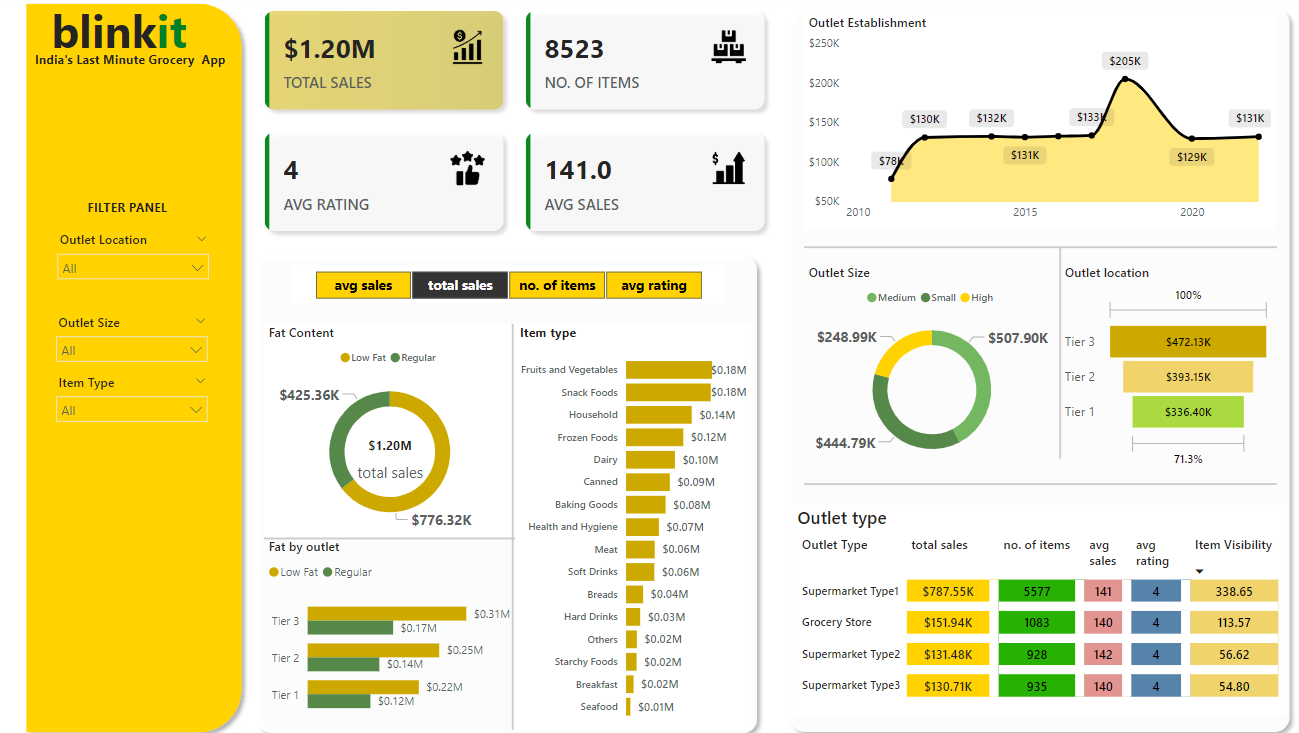 blinkit
India's Last Minute Grocery App
FILTER PANEL
Outlet Location
All
Outlet Size
All
Item Type
All
$1.20M
TOTAL SALES
8523
NO. OF ITEMS
4
AVG RATING
$
141.0
AVG SALES
avg sales
total sales
no. of items
avg rating
Fat Content
Low Fat
Regular
$425.36K
$1.20M
total sales
$776.32K
Fat by outlet
Low Fat
Regular
Tier 3
$0.31M
$0.17M
Tier 2
$0.25M
$0.14M
Tier 1
$0.22M
$0.12M
Item type
Fruits and Vegetables $0.18M
Snack Foods $0.18M
Household $0.14M
Frozen Foods $0.12M
Dairy $0.10M
Canned $0.09M
Baking Goods $0.08M
Health and Hygiene $0.07M
Meat $0.06M
Soft Drinks $0.06M
Breads $0.04M
Hard Drinks $0.03M
Others $0.02M
Starchy Foods $0.02M
Breakfast $0.02M
Seafood $0.01M
Outlet Establishment
$250K
$200K
$150K
$100K
$50K
$78K
$130K
$132K
$131K
$133K
$205K
$129K
$131K
2010
2015
2020
Outlet Size
Medium
Small
High
$248.99K
$507.90K
$444.79K
Outlet location
100%
Tier 3 $472.13K
Tier 2 $393.15K
Tier 1 $336.40K
71.3%
Outlet type
Outlet Type total sales no. of items avg sales avg rating Item Visibility
Supermarket Type1 $787.55K 5577 141 4 338.65
Grocery Store $151.94K 1083 140 4 113.57
Supermarket Type2 $131.48K 928 142 4 56.62
Supermarket Type3 $130.71K 935 140 4 54.80